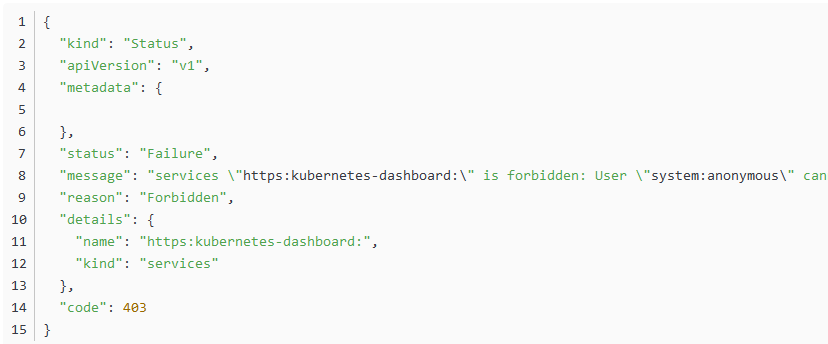 1 {
2   "kind": "Status",
3   "apiVersion": "v1",
4   "metadata": {
5
6   },
7   "status": "Failure",
8   "message": "services \"https:kubernetes-dashboard:\" is forbidden: User \"system:anonymous\" can
9   "reason": "Forbidden",
10   "details": {
11     "name": "https:kubernetes-dashboard:",
12     "kind": "services"
13   },
14   "code": 403
15 }